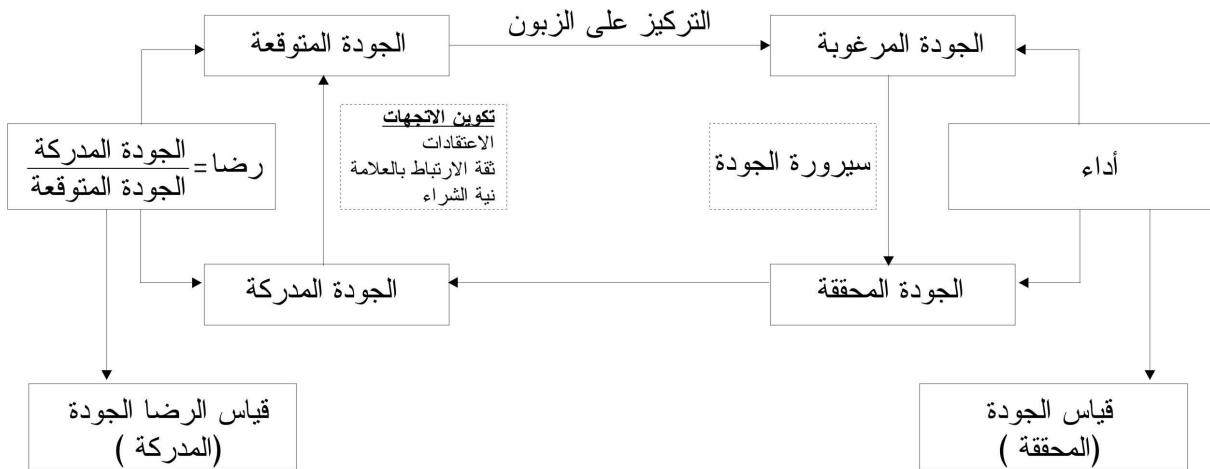 الجودة المرغوبة
التركيز على الزبون
الجودة المتوقعة
تكوين الاتجهات
الاعتقادات
ثقة الارتباط بالعلامة
نية الشراء
أداء
سيرورة الجودة
رضا = الجودة المدركة
الجودة المتوقعة
الجودة المحققة
الجودة المدركة
قياس الجودة
(المحققة )
قياس الرضا الجودة
(المدركة )